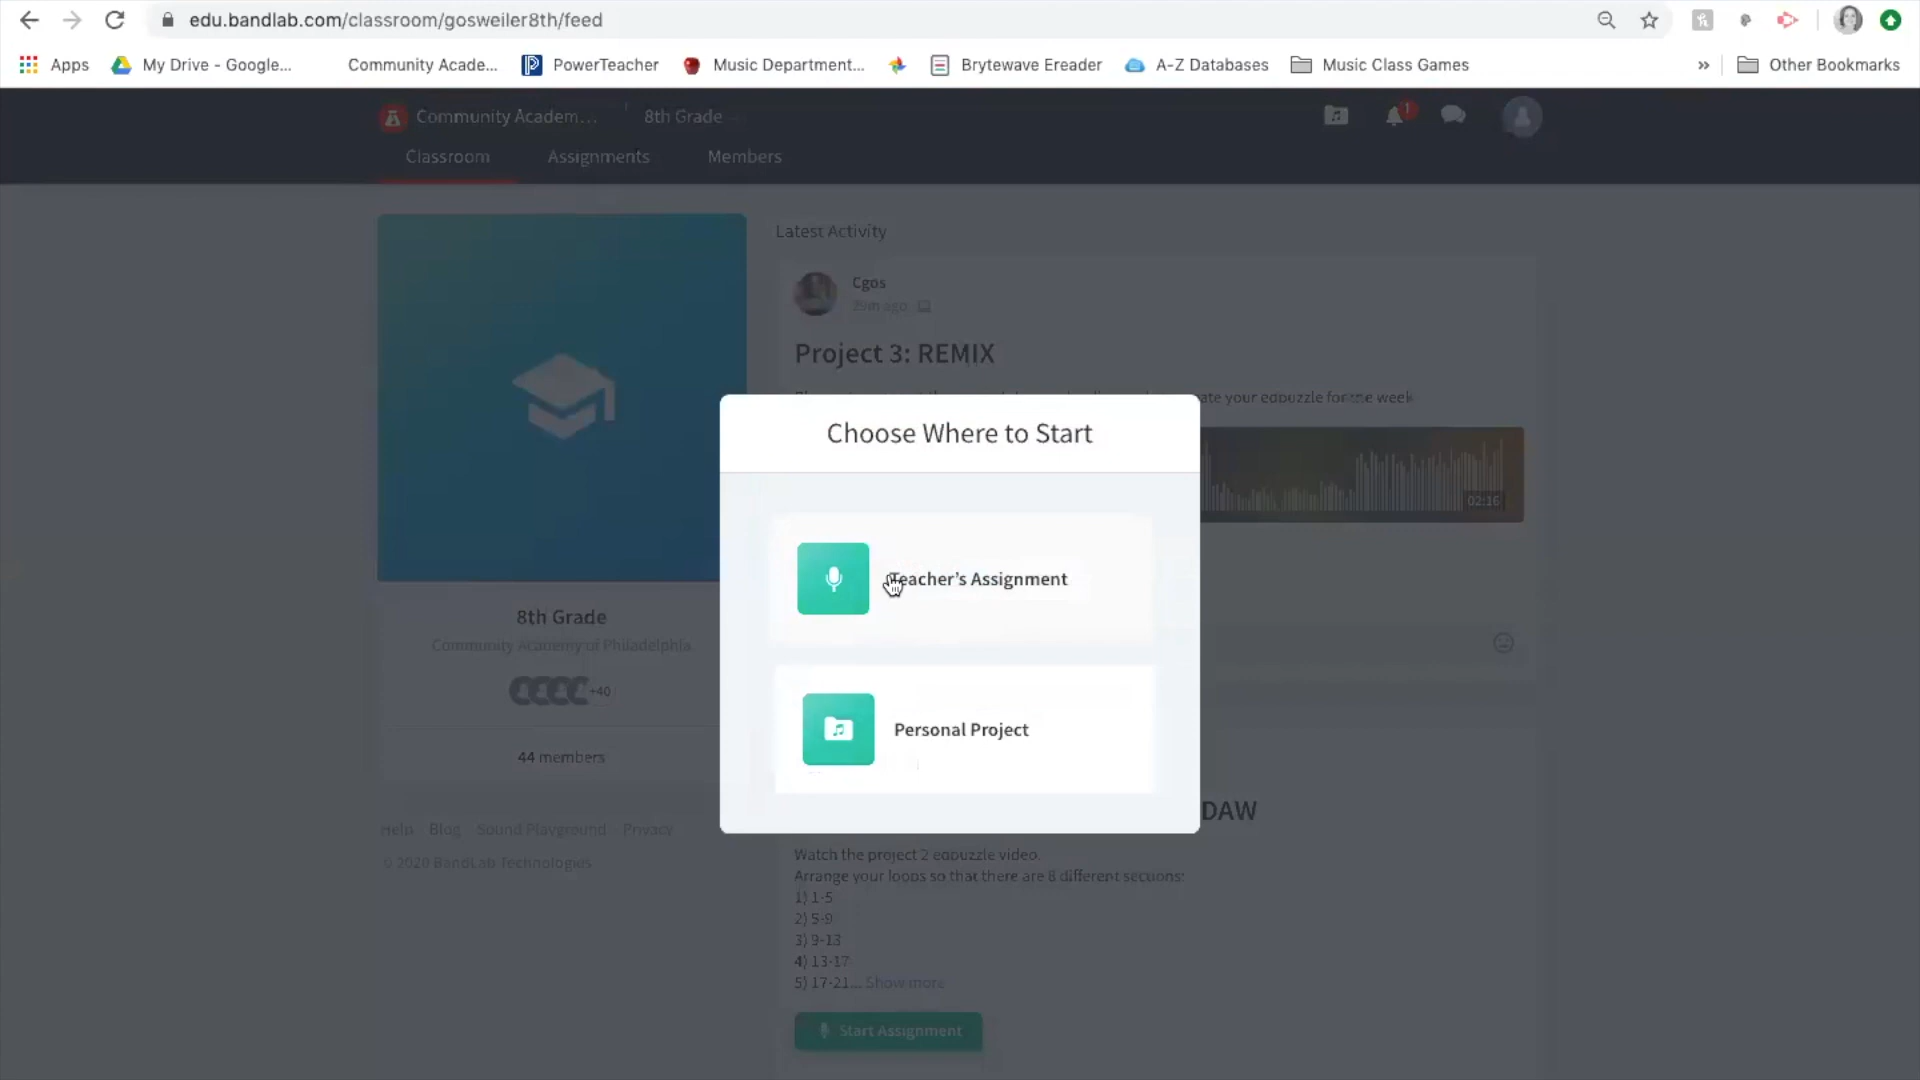 edu.bandlab.com/classroom/gosweiler8th/feed
Apps My Drive - Google... Community Acade... PowerTeacher Music Department... Brytewave Ereader A-Z Databases Music Class Games » Other Bookmarks
Community Academ... 8th Grade 1
Classroom Assignments Members
Latest Activity
Cgos
29m ago
Project 3: REMIX
your edpuzzle for the week
02:16
Choose Where to Start
Teacher's Assignment
Personal Project
8th Grade
Community Academy of Philadelphia
+40
44 members
Help Blog Sound Playground Privacy
© 2020 BandLab Technologies
DAW
Watch the project 2 edpuzzle video.
Arrange your loops so that there are 8 different sections:
1) 1-5
2) 5-9
3) 9-13
4) 13-17
5) 17-21... Show more
Start Assignment